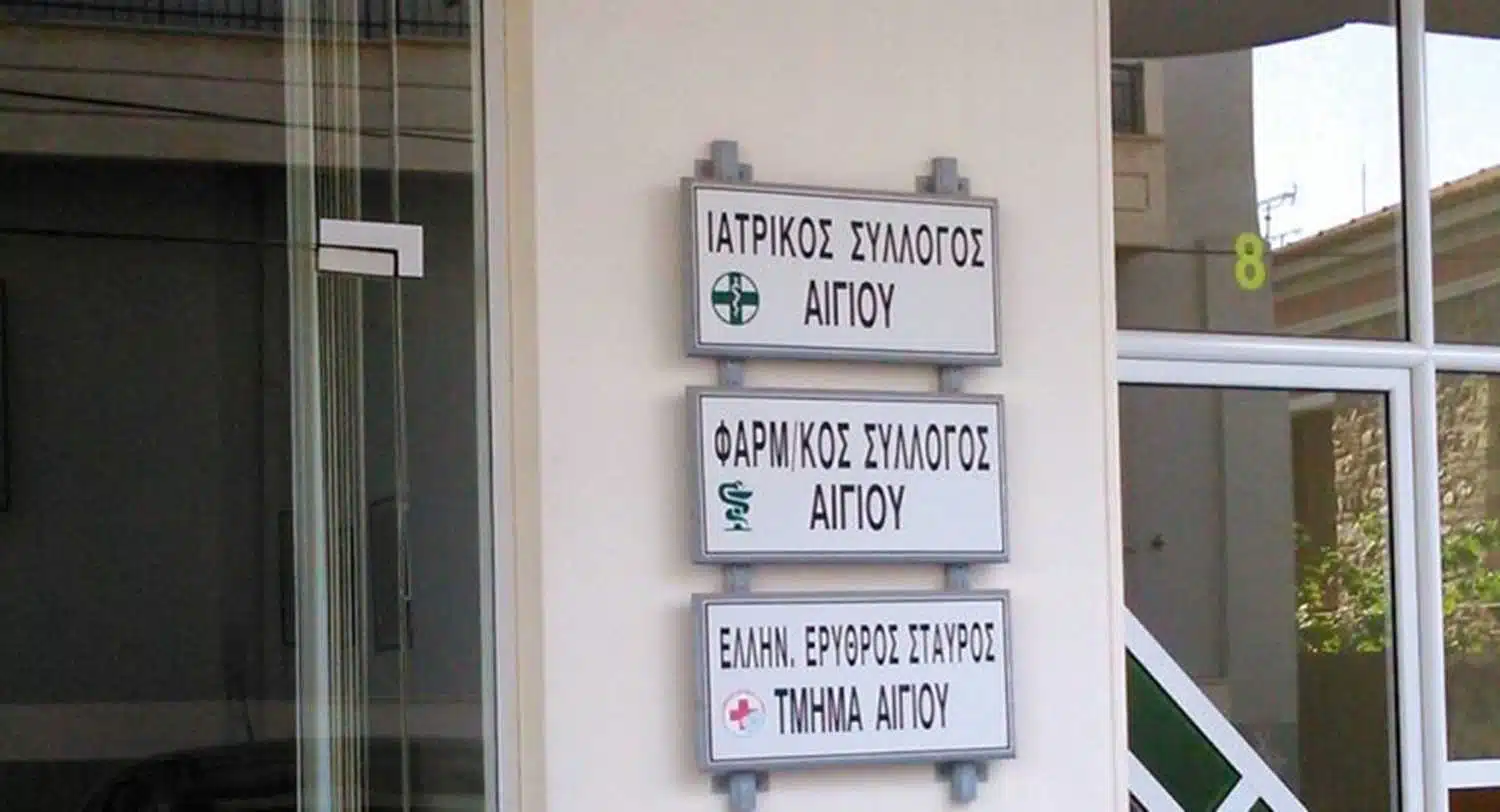 ΙΑΤΡΙΚΟΣ ΣΥΛΛΟΓΟΣ
ΑΙΓΙΟΥ
ΦΑΡΜ/ΚΟΣ ΣΥΛΛΟΓΟΣ
ΑΙΓΙΟΥ
ΕΛΛΗΝ. ΕΡΥΘΡΟΣ ΣΤΑΥΡΟΣ
ΤΜΗΜΑ ΑΙΓΙΟΥ
8